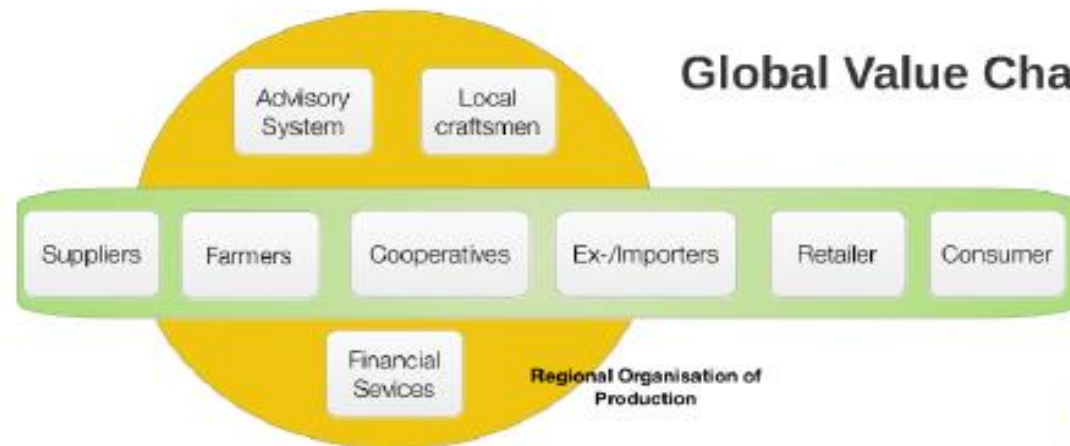 Global Value Cha
Advisory
System
Local
craftsmen
Suppliers
Farmers
Cooperatives
Ex-/Importers
Retailer
Consumer
Financial
Sevices
Regional Organisation of
Production